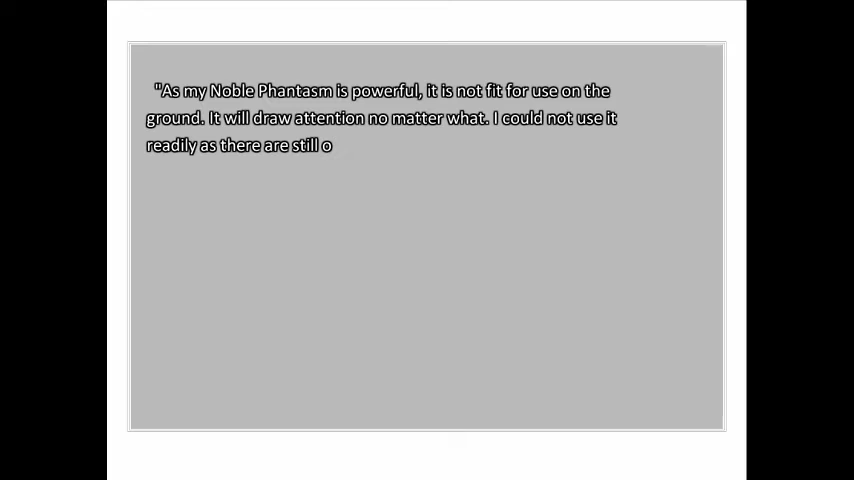 "As my Noble Phantasm is powerful, it is not fit for use on the
ground. It will draw attention no matter what. I could not use it
readily as there are still o